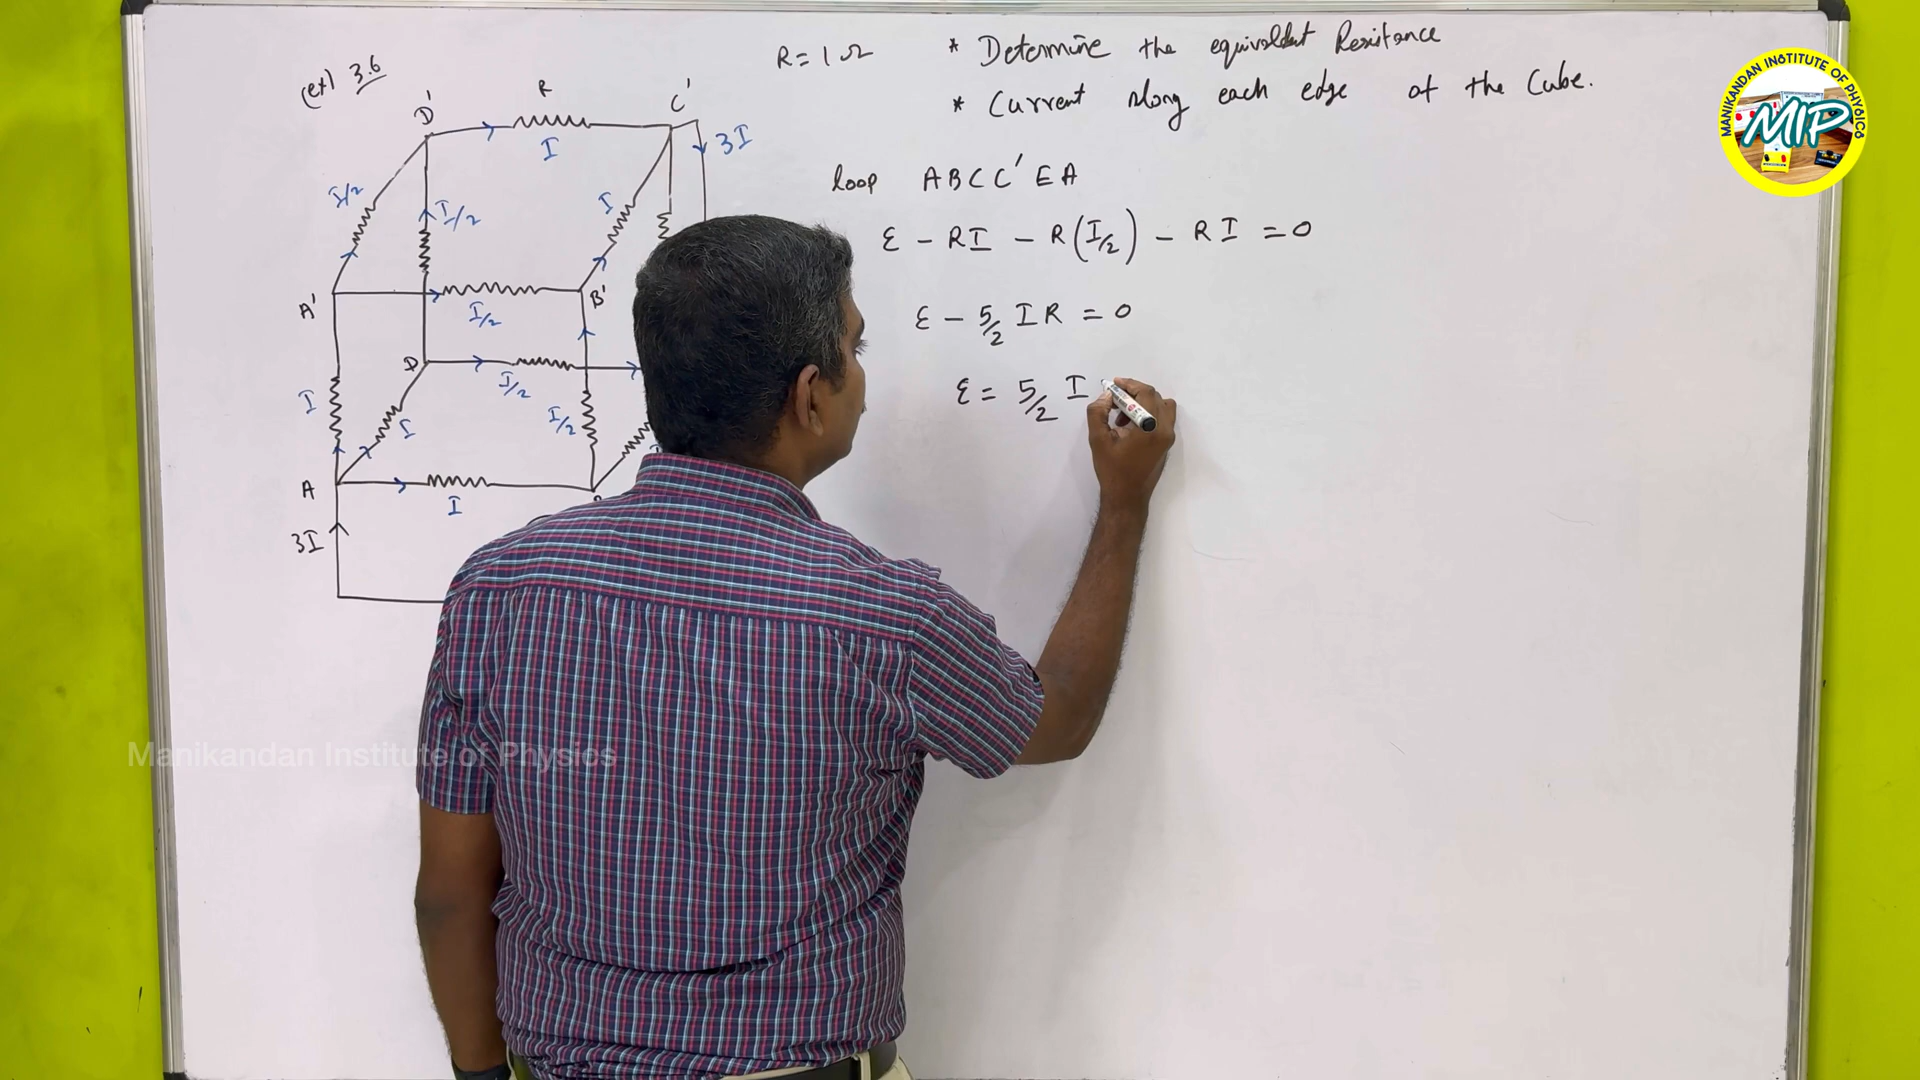 (ex) 3.6
R = 1 Ω
* Determine the equivaldent Resistance
* Current along each edge of the Cube.
D'
R
C'
I
3I
I/2
I/2
I
A'
I/2
B'
D
I/2
I
I
I/2
A
I
3I
loop ABCC'EA
ε - RI - R(I/2) - RI = 0
ε - 5/2 IR = 0
ε = 5/2 I
MANIKANDAN INSTITUTE OF PHYSICS
MIP
Manikandan Institute of Physics